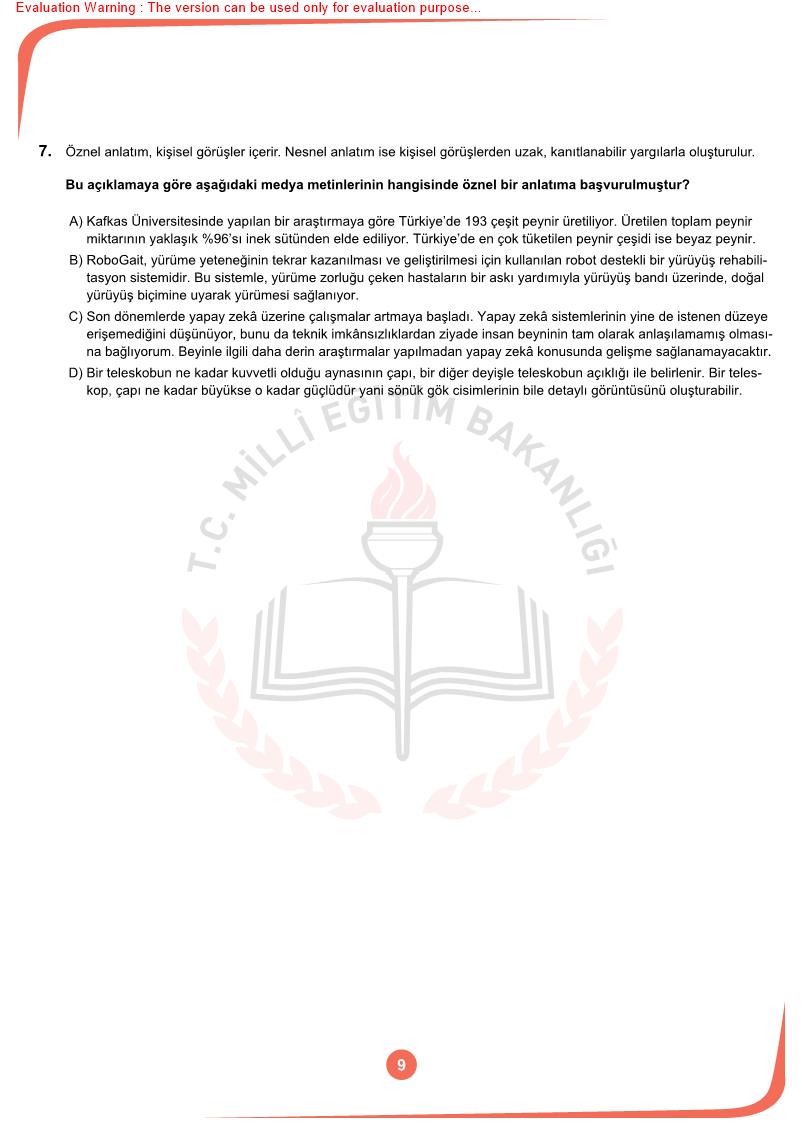 Evaluation Warning : The version can be used only for evaluation purpose...
7. Öznel anlatım, kişisel görüşler içerir. Nesnel anlatım ise kişisel görüşlerden uzak, kanıtlanabilir yargılarla oluşturulur.
Bu açıklamaya göre aşağıdaki medya metinlerinin hangisinde öznel bir anlatıma başvurulmuştur?
A) Kafkas Üniversitesinde yapılan bir araştırmaya göre Türkiye’de 193 çeşit peynir üretiliyor. Üretilen toplam peynir
miktarının yaklaşık %96’sı inek sütünden elde ediliyor. Türkiye’de en çok tüketilen peynir çeşidi ise beyaz peynir.
B) RoboGait, yürüme yeteneğinin tekrar kazanılması ve geliştirilmesi için kullanılan robot destekli bir yürüyüş rehabili-
tasyon sistemidir. Bu sistemle, yürüme zorluğu çeken hastaların bir askı yardımıyla yürüyüş bandı üzerinde, doğal
yürüyüş biçimine uyarak yürümesi sağlanıyor.
C) Son dönemlerde yapay zekâ üzerine çalışmalar artmaya başladı. Yapay zekâ sistemlerinin yine de istenen düzeye
erişemediğini düşünüyor, bunu da teknik imkânsızlıklardan ziyade insan beyninin tam olarak anlaşılamamış olması-
na bağlıyorum. Beyinle ilgili daha derin araştırmalar yapılmadan yapay zekâ konusunda gelişme sağlanamayacaktır.
D) Bir teleskobun ne kadar kuvvetli olduğu aynasının çapı, bir diğer deyişle teleskobun açıklığı ile belirlenir. Bir teles-
kop, çapı ne kadar büyükse o kadar güçlüdür yani sönük gök cisimlerinin bile detaylı görüntüsünü oluşturabilir.
T.C. MİLLÎ EĞİTİM BAKANLIĞI
9